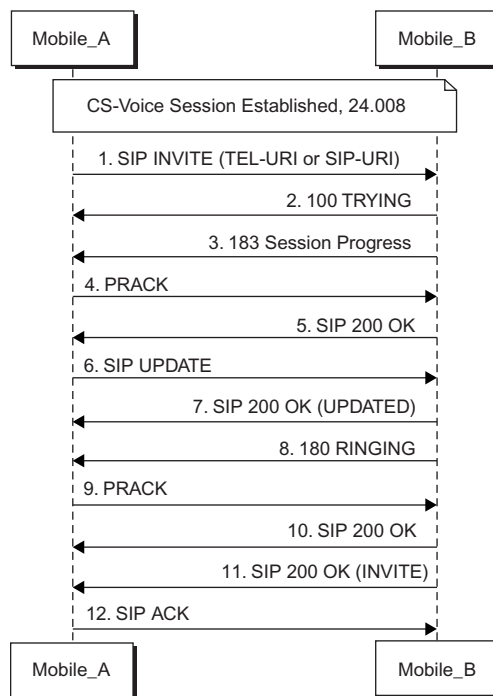 Mobile_A
Mobile_B
CS-Voice Session Established, 24.008
1. SIP INVITE (TEL-URI or SIP-URI)
2. 100 TRYING
3. 183 Session Progress
4. PRACK
5. SIP 200 OK
6. SIP UPDATE
7. SIP 200 OK (UPDATED)
8. 180 RINGING
9. PRACK
10. SIP 200 OK
11. SIP 200 OK (INVITE)
12. SIP ACK
Mobile_A
Mobile_B